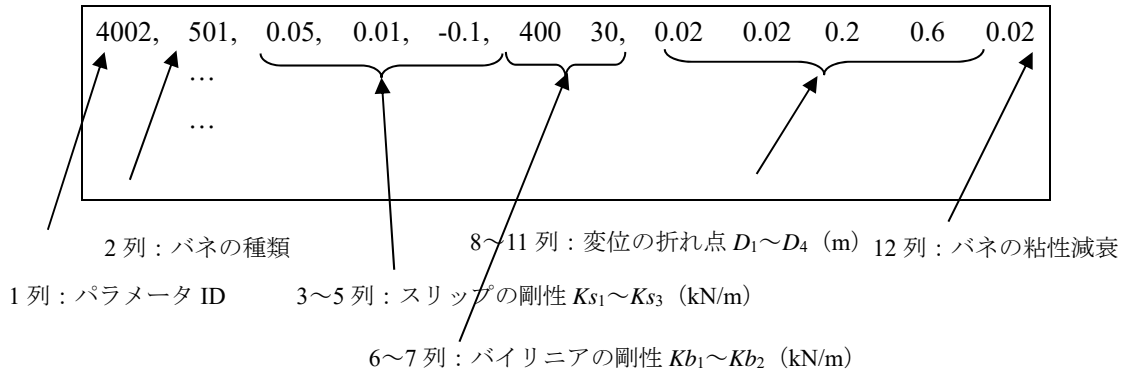 4002, 501, 0.05, 0.01, -0.1, 400 30, 0.02 0.02 0.2 0.6 0.02
…
…
2 列：バネの種類
8～11 列：変位の折れ点 D₁～D₄（m）
12 列：バネの粘性減衰
1 列：パラメータ ID
3～5 列：スリップの剛性 Ks₁～Ks₃（kN/m）
6～7 列：バイリニアの剛性 Kb₁～Kb₂（kN/m）